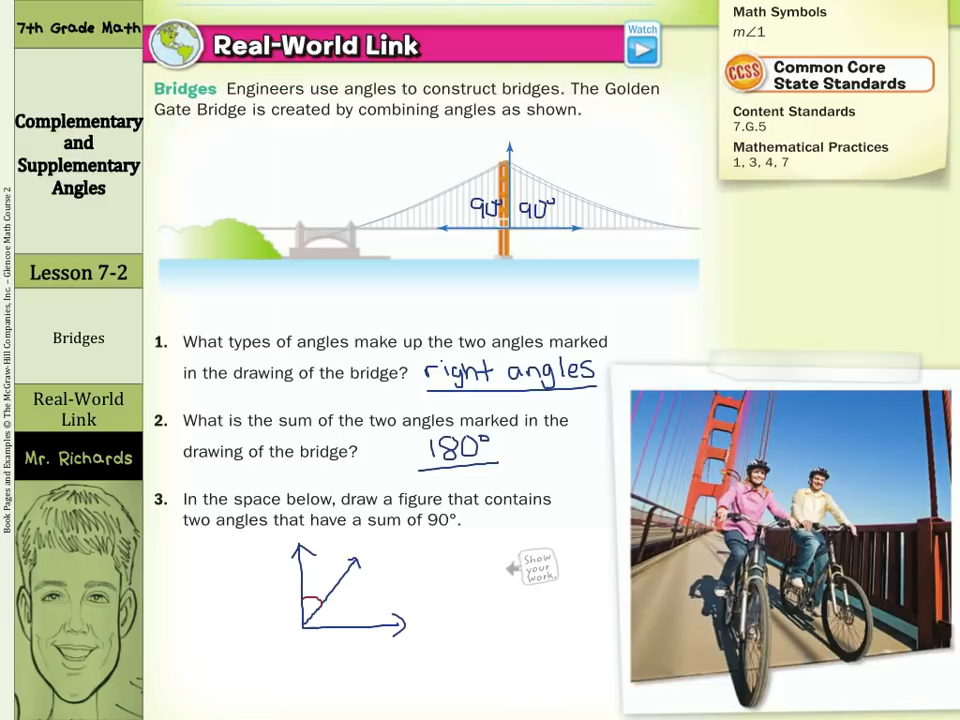 7th Grade Math
Complementary
and
Supplementary
Angles
Lesson 7-2
Bridges
Real-World
Link
Mr. Richards
Book Pages and Examples © The McGraw-Hill Companies, Inc. – Glencoe Math Course 2
Real-World Link
Watch
Bridges Engineers use angles to construct bridges. The Golden
Gate Bridge is created by combining angles as shown.
90° 90°
1. What types of angles make up the two angles marked
in the drawing of the bridge? right angles
2. What is the sum of the two angles marked in the
drawing of the bridge? 180°
3. In the space below, draw a figure that contains
two angles that have a sum of 90°.
Show
your
work.
Math Symbols
m∠1
CCSS Common Core
State Standards
Content Standards
7.G.5
Mathematical Practices
1, 3, 4, 7